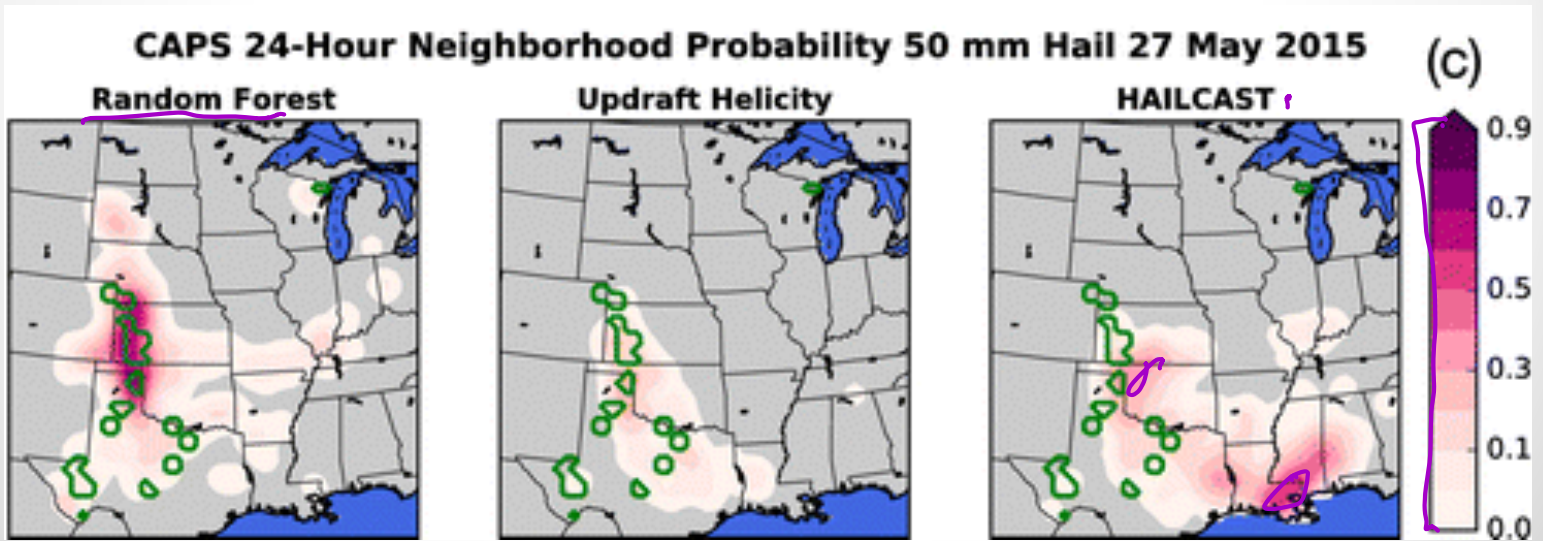 CAPS 24-Hour Neighborhood Probability 50 mm Hail 27 May 2015
(c)
Random Forest
Updraft Helicity
HAILCAST
0.9
0.7
0.5
0.3
0.1
0.0